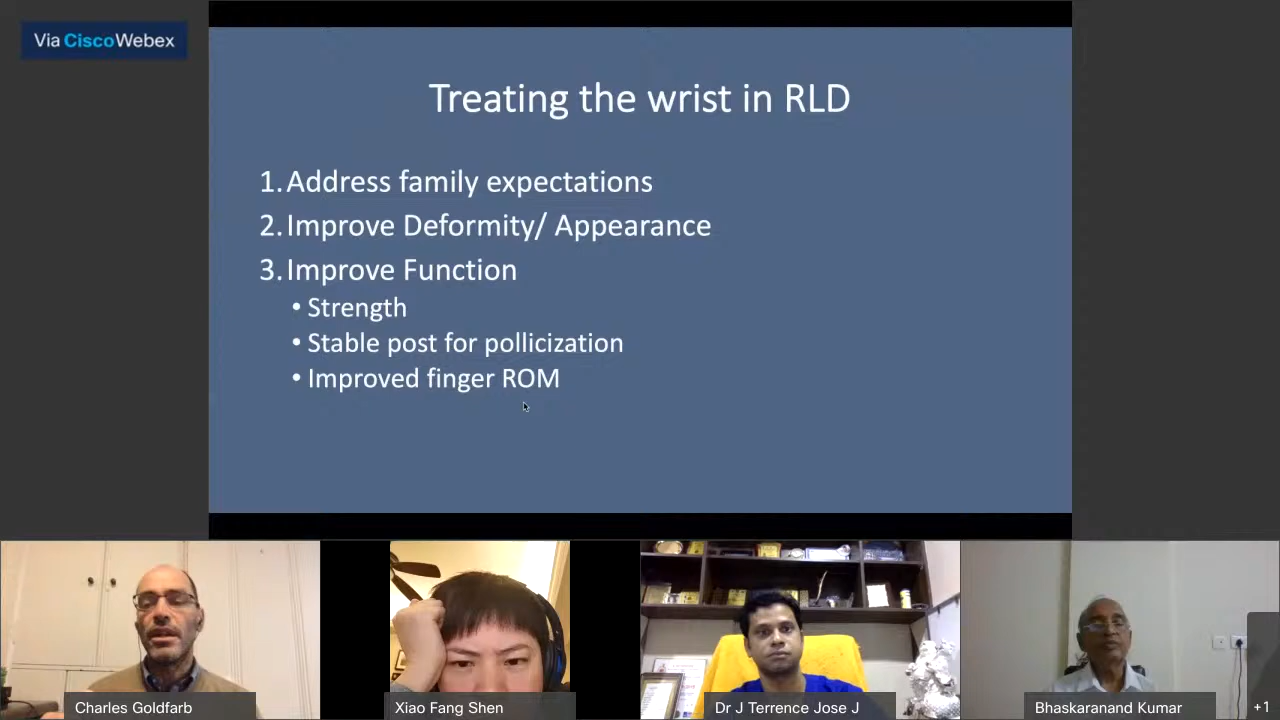 Via CiscoWebex
Treating the wrist in RLD
1. Address family expectations
2. Improve Deformity/ Appearance
3. Improve Function
• Strength
• Stable post for pollicization
• Improved finger ROM
Charles Goldfarb
Xiao Fang Shen
Dr J Terrence Jose J
Bhaskaranand Kumar
+1